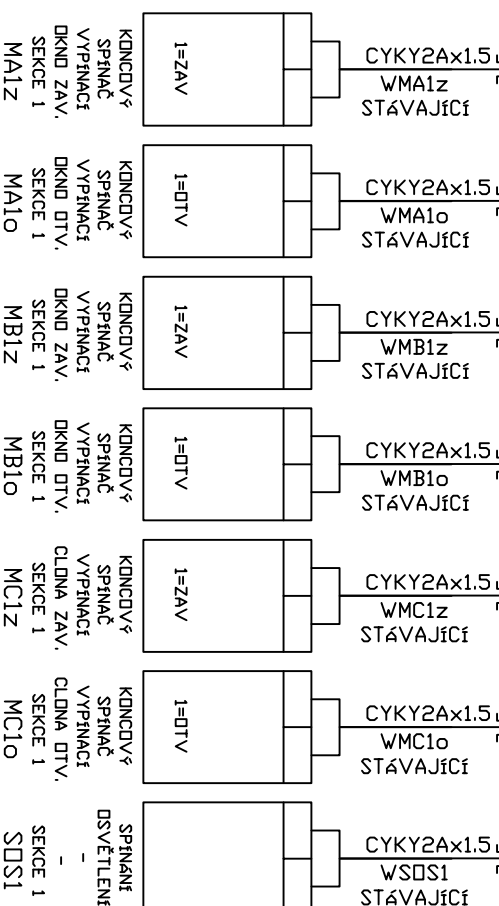 KONCOVÝ
SPÍNAČ
VYPÍNACÍ
OKNO ZAV.
SEKCE 1
MA1z
1=ZAV
CYKY2Ax1.5
WMA1z
STÁVAJÍCÍ
KONCOVÝ
SPÍNAČ
VYPÍNACÍ
OKNO OTV.
SEKCE 1
MA1o
1=OTV
CYKY2Ax1.5
WMA1o
STÁVAJÍCÍ
KONCOVÝ
SPÍNAČ
VYPÍNACÍ
OKNO ZAV.
SEKCE 1
MB1z
1=ZAV
CYKY2Ax1.5
WMB1z
STÁVAJÍCÍ
KONCOVÝ
SPÍNAČ
VYPÍNACÍ
OKNO OTV.
SEKCE 1
MB1o
1=OTV
CYKY2Ax1.5
WMB1o
STÁVAJÍCÍ
KONCOVÝ
SPÍNAČ
VYPÍNACÍ
CLONA ZAV.
SEKCE 1
MC1z
1=ZAV
CYKY2Ax1.5
WMC1z
STÁVAJÍCÍ
KONCOVÝ
SPÍNAČ
VYPÍNACÍ
CLONA OTV.
SEKCE 1
MC1o
1=OTV
CYKY2Ax1.5
WMC1o
STÁVAJÍCÍ
SPÍNÁNÍ
OSVĚTLENÍ
-
-
SEKCE 1
SOS1
CYKY2Ax1.5
WSOS1
STÁVAJÍCÍ